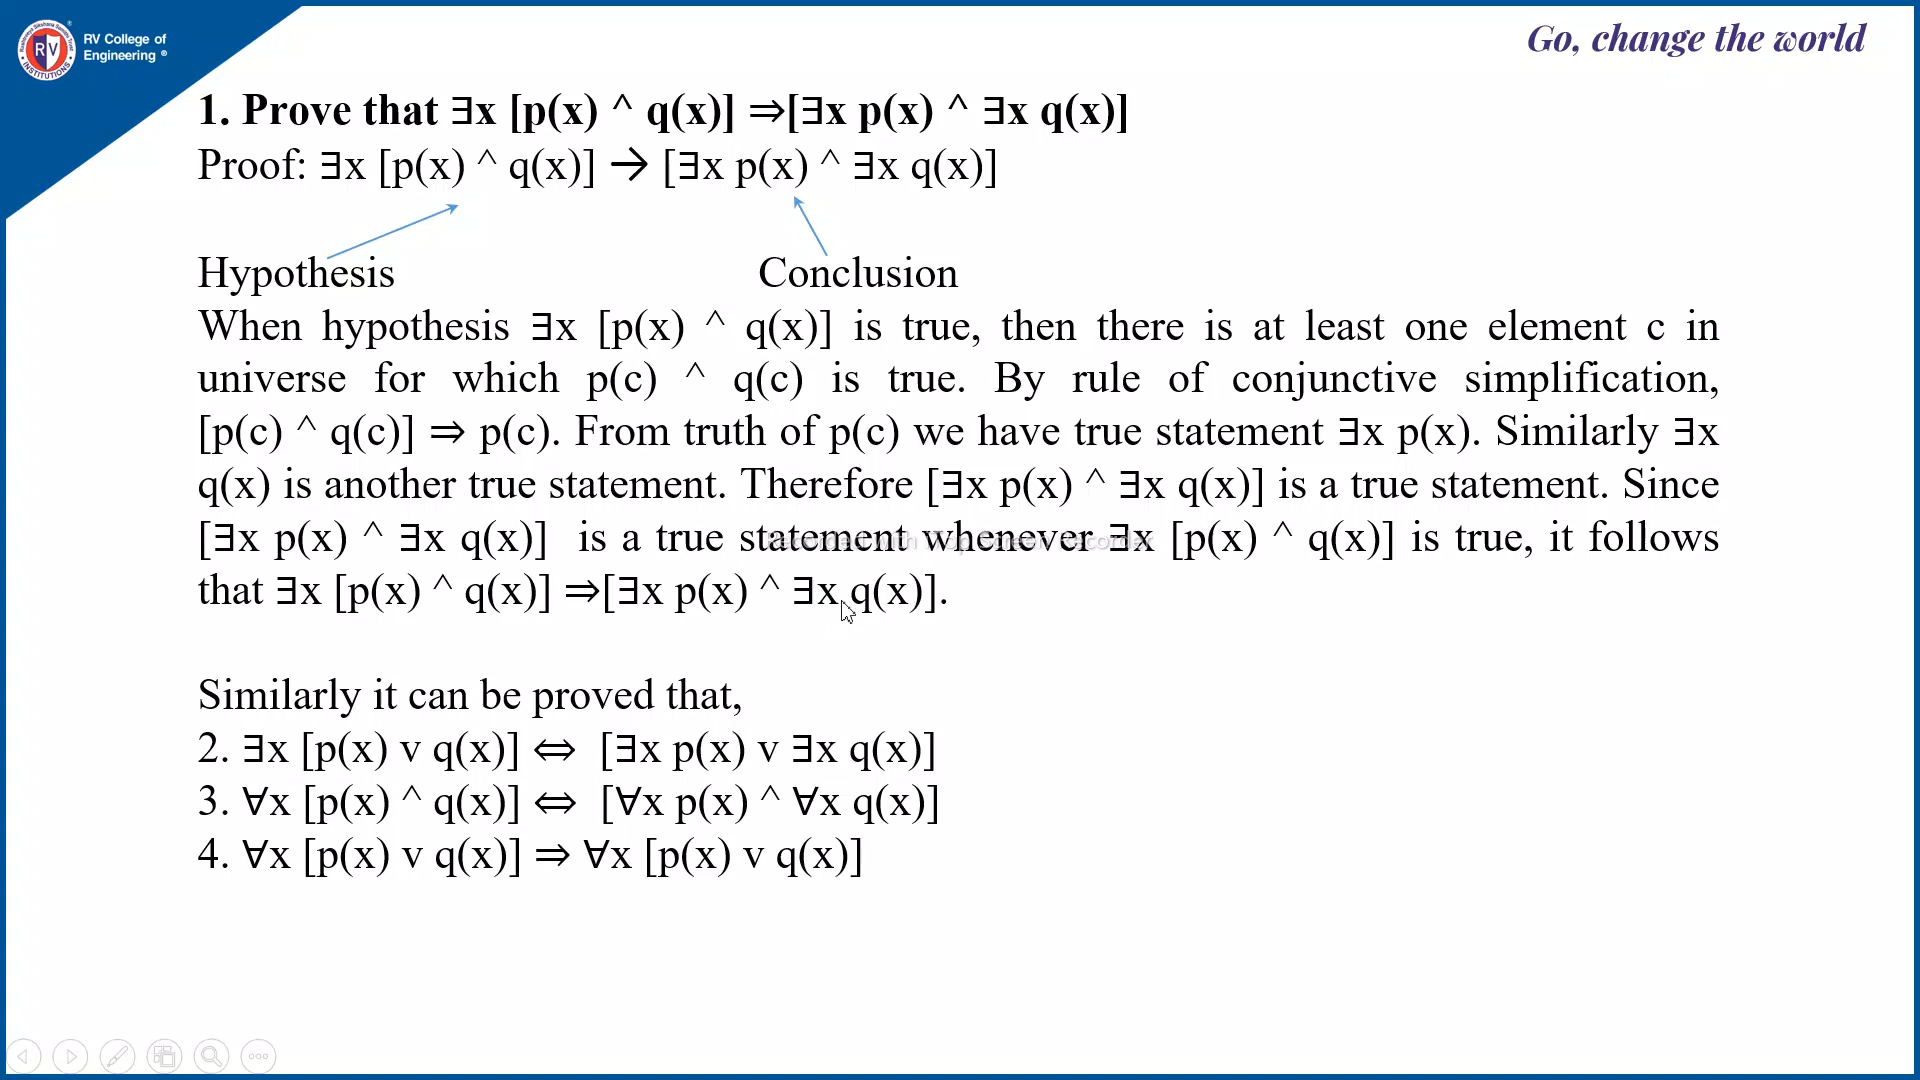 RV College of
Engineering ®
Go, change the world
1. Prove that ∃x [p(x) ^ q(x)] ⇒[∃x p(x) ^ ∃x q(x)]
Proof: ∃x [p(x) ^ q(x)] → [∃x p(x) ^ ∃x q(x)]
Hypothesis Conclusion
When hypothesis ∃x [p(x) ^ q(x)] is true, then there is at least one element c in
universe for which p(c) ^ q(c) is true. By rule of conjunctive simplification,
[p(c) ^ q(c)] ⇒ p(c). From truth of p(c) we have true statement ∃x p(x). Similarly ∃x
q(x) is another true statement. Therefore [∃x p(x) ^ ∃x q(x)] is a true statement. Since
[∃x p(x) ^ ∃x q(x)] is a true statement whenever ∃x [p(x) ^ q(x)] is true, it follows
that ∃x [p(x) ^ q(x)] ⇒[∃x p(x) ^ ∃x q(x)].
Similarly it can be proved that,
2. ∃x [p(x) v q(x)] ⇔ [∃x p(x) v ∃x q(x)]
3. ∀x [p(x) ^ q(x)] ⇔ [∀x p(x) ^ ∀x q(x)]
4. ∀x [p(x) v q(x)] ⇒ ∀x [p(x) v q(x)]